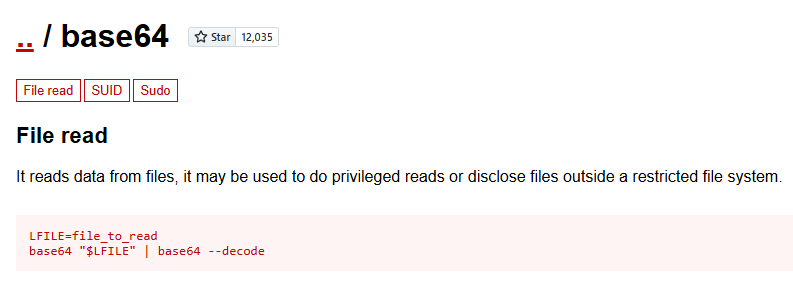 .. / base64 Star 12,035
File read SUID Sudo
File read
It reads data from files, it may be used to do privileged reads or disclose files outside a restricted file system.
LFILE=file_to_read
base64 "$LFILE" | base64 --decode